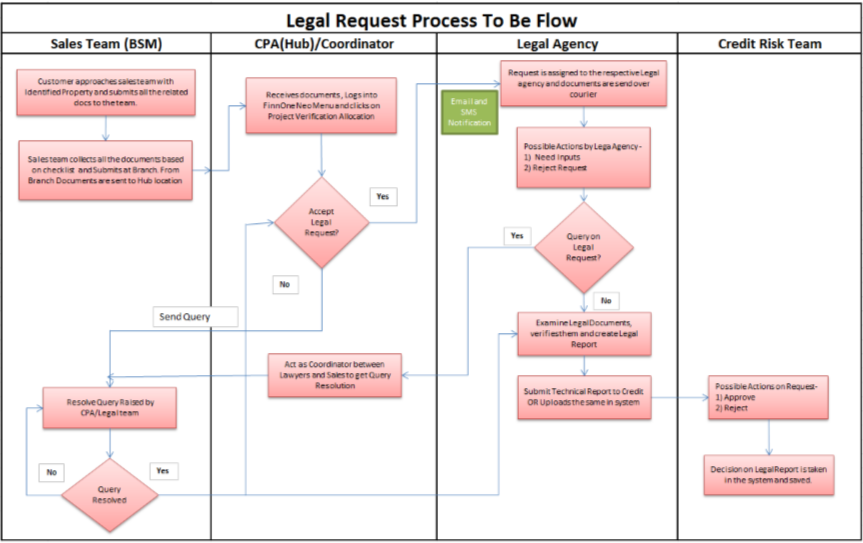 Legal Request Process To Be Flow
Sales Team (BSM)
CPA(Hub)/Coordinator
Legal Agency
Credit Risk Team
Customer approaches sales team with
Identified Property and submits all the related
docs to the team.
Sales team collects all the documents based
on checklist and Submits at Branch. From
Branch Documents are sent to Hub location
Receives documents, Logs into
FinnOneNeo Menu and clicks on
Project Verification Allocation
Accept
Legal
Request?
Yes
No
Send Query
Act as Coordinator between
Lawyers and Sales to get Query
Resolution
Resolve Query Raised by
CPA/Legal team
No
Yes
Query
Resolved
Request is assigned to the respective Legal
agency and documents are send over
courier
Email and
SMS
Notification
Possible Actions by Lega Agency -
1) Need Inputs
2) Reject Request
Yes
Query on
Legal
Request?
No
Examine Legal Documents,
verifies them and create Legal
Report
Submit Technical Report to Credit
OR Uploads the same in system
Possible Actions on Request-
1) Approve
2) Reject
Decision on Legal Report is taken
in the system and saved.